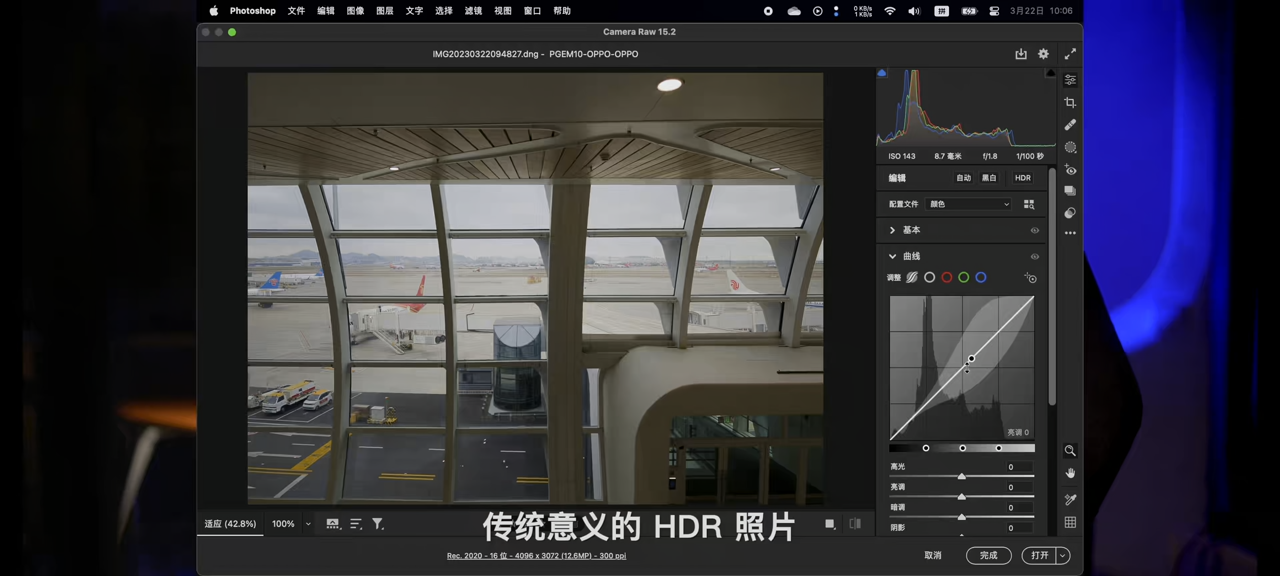 Photoshop 文件 编辑 图像 图层 文字 选择 滤镜 视图 窗口 帮助
0 KB/s
1 KB/s
拼
3月22日 10:06
Camera Raw 15.2
IMG20230322094827.dng - PGEM10-OPPO-OPPO
ISO 143 8.7 毫米 f/1.8 1/100 秒
编辑 自动 黑白 HDR
配置文件 颜色
基本
曲线
调整
亮调 0
高光 0
亮调 0
暗调 0
阴影 0
适应 (42.8%) 100%
传统意义的 HDR 照片
Rec. 2020 - 16 位 - 4096 x 3072 (12.6MP) - 300 ppi
取消 完成 打开